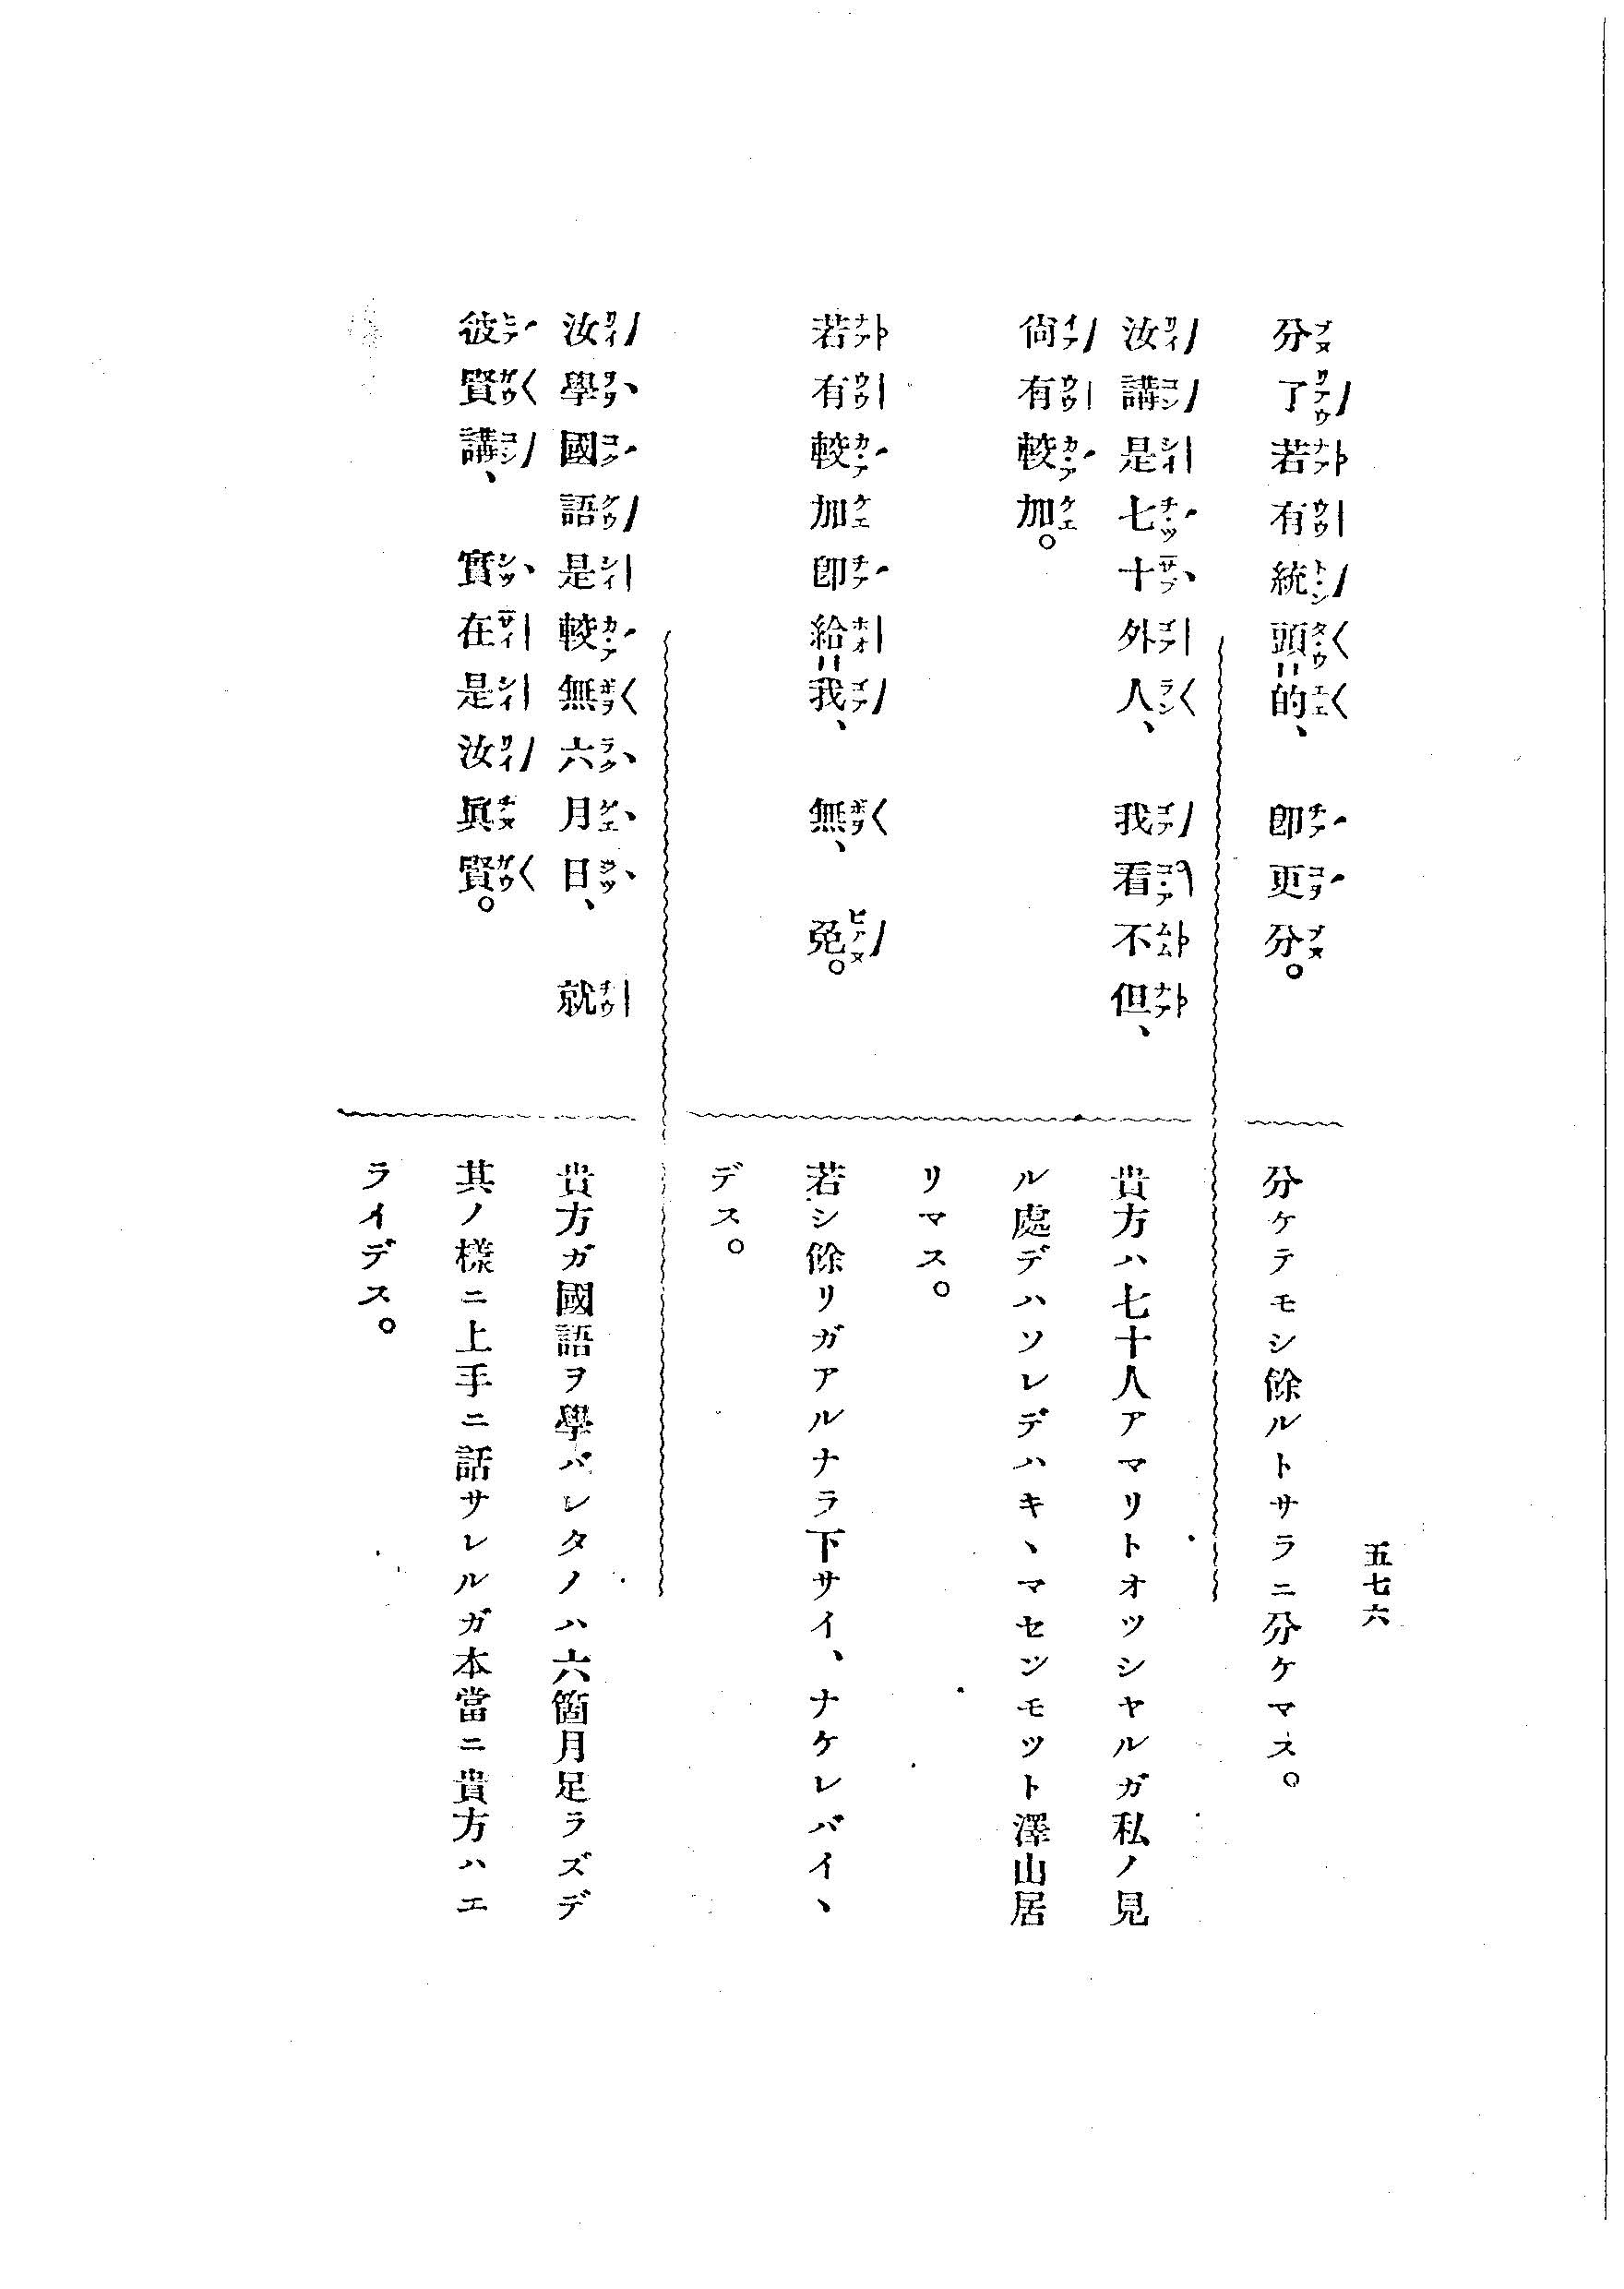 五七六
分了若有統頭＝的、 卽更分。
分ケテモシ餘ルトサラニ分ケマス。
汝講是七十外人、 我看不但、
尙有較加。
貴方ハ七十人アマリトオツシヤルガ私ノ見
ル處デハソレデハキヽマセンモツト澤山居
リマス。
若有較加卽給＝我、 無、 免。
若シ餘リガアルナラ下サイ、ナケレバイヽ
デス。
汝學國語是較無六月日、 就
彼賢講、 實在是汝眞賢。
貴方ガ國語ヲ學バレタノハ六箇月足ラズデ
其ノ樣ニ上手ニ話サレルガ本當ニ貴方ハエ
ライデス。